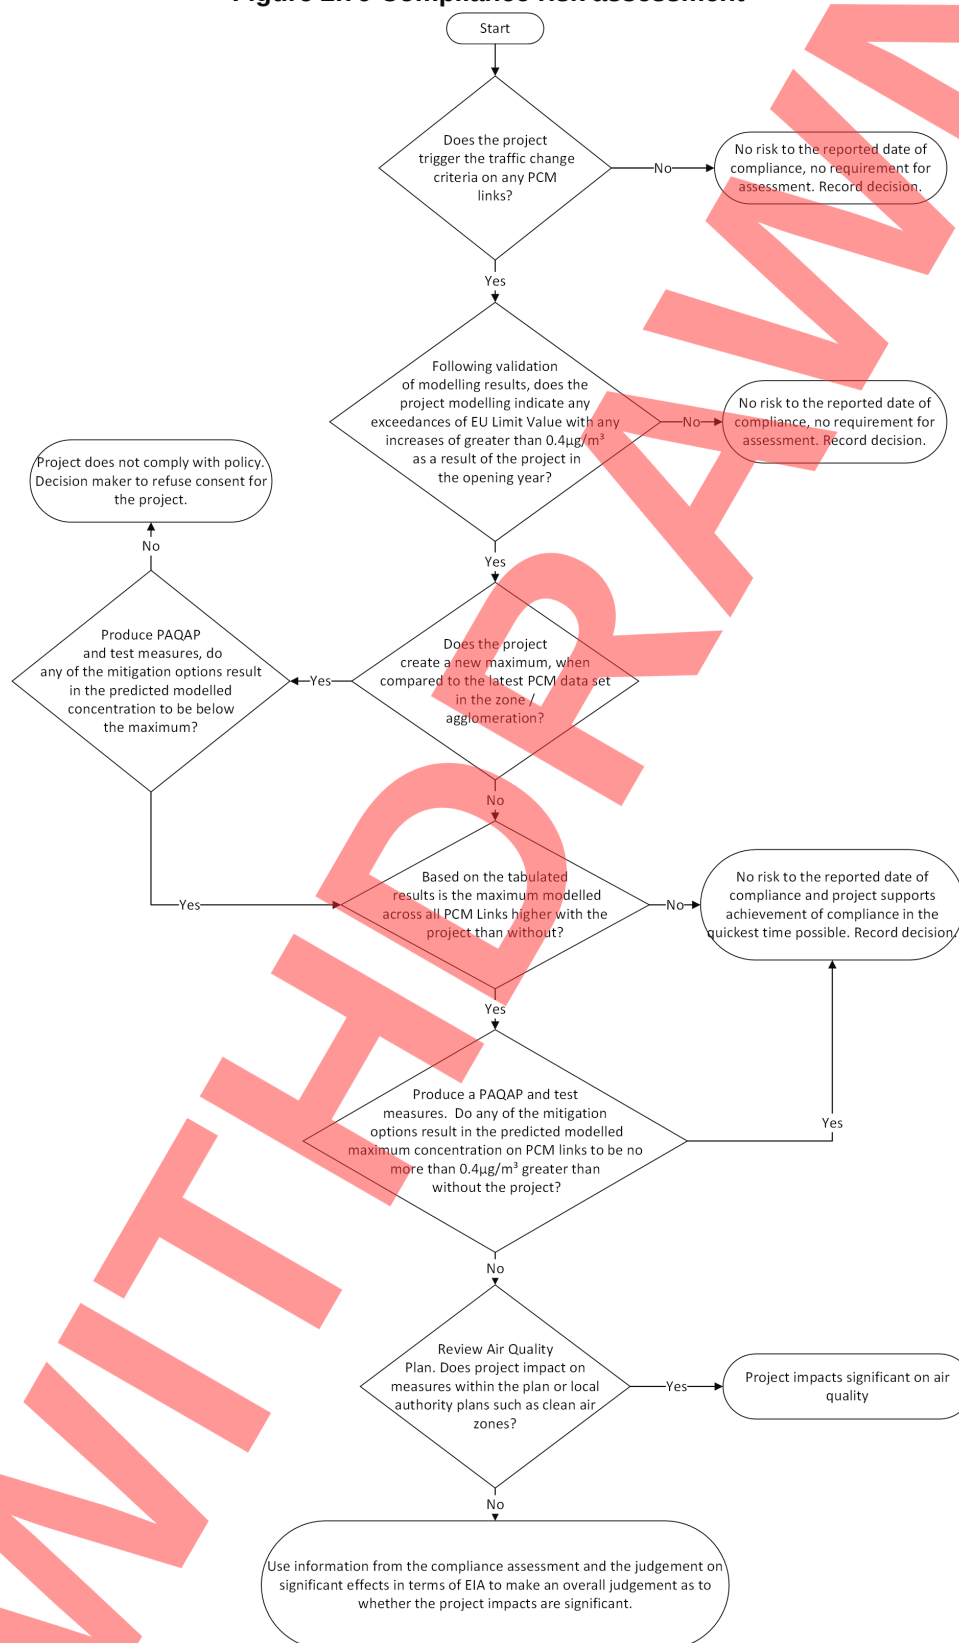 Start
Does the project
trigger the traffic change
criteria on any PCM
links?
No
No risk to the reported date of
compliance, no requirement for
assessment. Record decision.
Yes
Following validation
of modelling results, does the
project modelling indicate any
exceedances of EU Limit Value with any
increases of greater than 0.4µg/m³
as a result of the project in
the opening year?
No
No risk to the reported date of
compliance, no requirement for
assessment. Record decision.
Project does not comply with policy.
Decision maker to refuse consent for
the project.
No
Yes
Produce PAQAP
and test measures, do
any of the mitigation options result
in the predicted modelled
concentration to be below
the maximum?
Yes
Does the project
create a new maximum, when
compared to the latest PCM data set
in the zone /
agglomeration?
No
Yes
Based on the tabulated
results is the maximum modelled
across all PCM Links higher with the
project than without?
No
No risk to the reported date of
compliance and project supports
achievement of compliance in the
quickest time possible. Record decision.
Yes
Produce a PAQAP and test
measures. Do any of the mitigation
options result in the predicted modelled
maximum concentration on PCM links to be no
more than 0.4µg/m³ greater than
without the project?
Yes
No
Review Air Quality
Plan. Does project impact on
measures within the plan or local
authority plans such as clean air
zones?
Yes
Project impacts significant on air
quality
No
Use information from the compliance assessment and the judgement on
significant effects in terms of EIA to make an overall judgement as to
whether the project impacts are significant.
WITHDRAWN